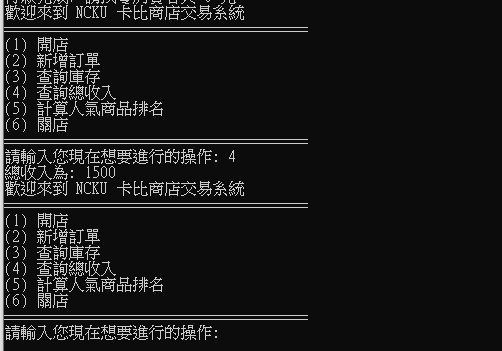 歡迎來到 NCKU 卡比商店交易系統
(1) 開店
(2) 新增訂單
(3) 查詢庫存
(4) 查詢總收入
(5) 計算人氣商品排名
(6) 關店
請輸入您現在想要進行的操作: 4
總收入為: 1500
歡迎來到 NCKU 卡比商店交易系統
(1) 開店
(2) 新增訂單
(3) 查詢庫存
(4) 查詢總收入
(5) 計算人氣商品排名
(6) 關店
請輸入您現在想要進行的操作: